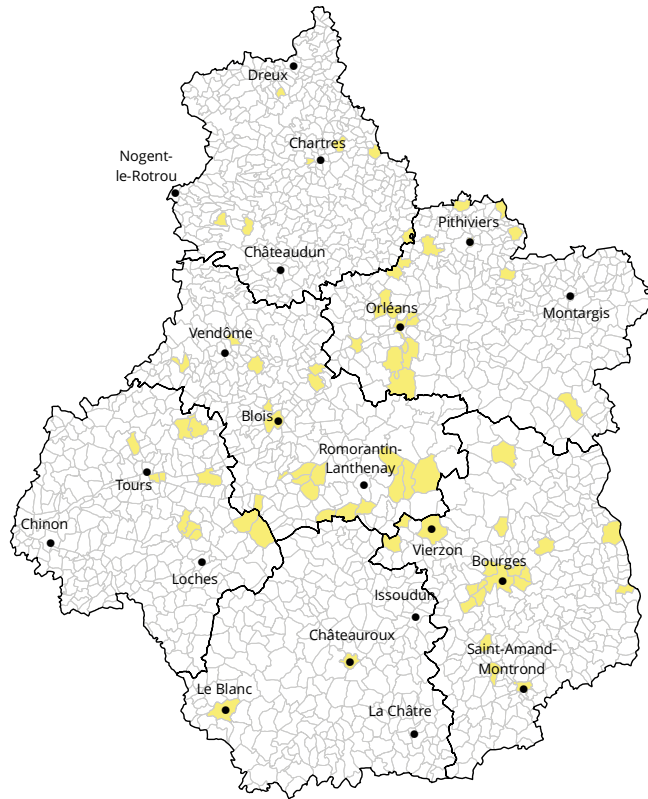 Dreux
Chartres
Nogent-
le-Rotrou
Pithiviers
Châteaudun
Orléans
Montargis
Vendôme
Blois
Romorantin-
Lanthenay
Tours
Chinon
Vierzon
Bourges
Loches
Issoudun
Châteauroux
Saint-Amand-
Montrond
Le Blanc
La Châtre